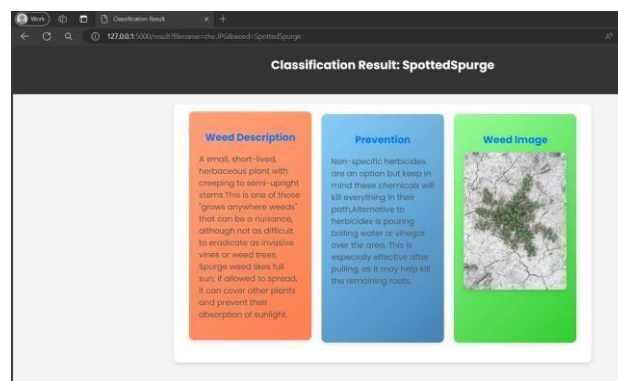 Work
Classification Result
127.0.0.1:5000/result?filename=che.JPG&weed=SpottedSpurge
Classification Result: SpottedSpurge
Weed Description
A small, short-lived,
herbaceous plant with
creeping to semi-upright
stems.This is one of those
"grows anywhere weeds"
that can be a nuisance,
although not as difficult
to eradicate as invasive
vines or weed trees.
Spurge weed likes full
sun; if allowed to spread,
it can cover other plants
and prevent their
absorption of sunlight.
Prevention
Non-specific herbicides
are an option but keep in
mind these chemicals will
kill everything in their
path.Alternative to
herbicides is pouring
boiling water or vinegar
over the area. This is
especially effective after
pulling, as it may help kill
the remaining roots.
Weed Image